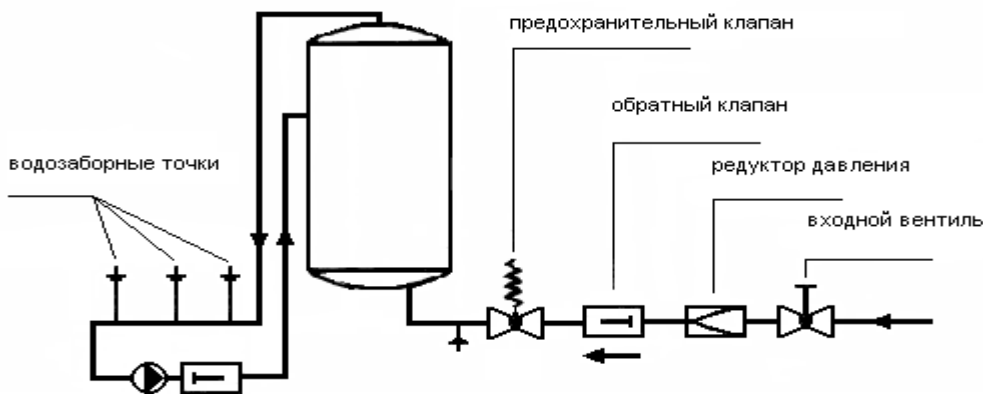 предохранительный клапан
обратный клапан
водозаборные точки
редуктор давления
входной вентиль